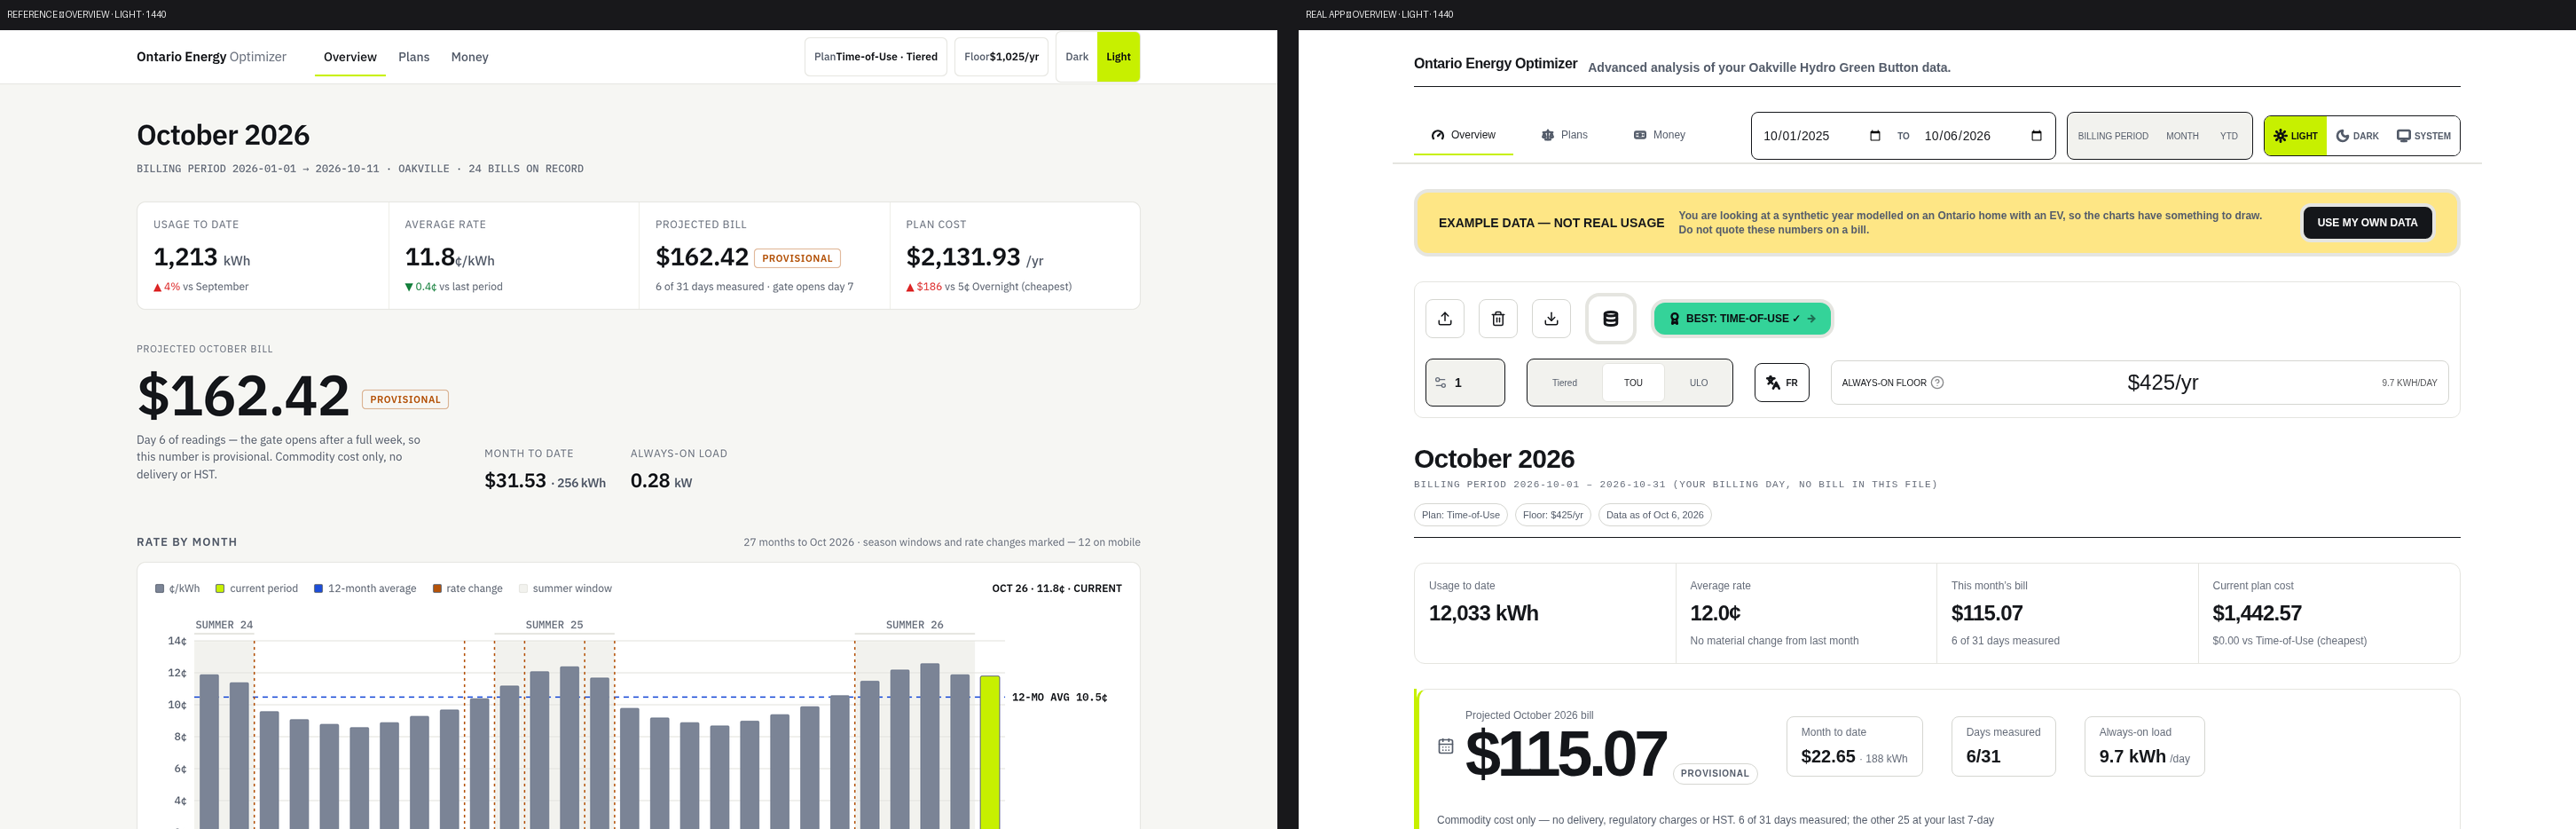 REFERENCE OVERVIEW · LIGHT · 1440
Ontario Energy Optimizer
Overview
Plans
Money
PlanTime-of-Use · Tiered
Floor$1,025/yr
Dark
Light
October 2026
BILLING PERIOD 2026-01-01 → 2026-10-11 · OAKVILLE · 24 BILLS ON RECORD
USAGE TO DATE
1,213 kWh
▲ 4% vs September
AVERAGE RATE
11.8¢/kWh
▼ 0.4¢ vs last period
PROJECTED BILL
$162.42 PROVISIONAL
6 of 31 days measured · gate opens day 7
PLAN COST
$2,131.93 /yr
▲ $186 vs 5¢ Overnight (cheapest)
PROJECTED OCTOBER BILL
$162.42 PROVISIONAL
Day 6 of readings — the gate opens after a full week, so
this number is provisional. Commodity cost only, no
delivery or HST.
MONTH TO DATE
$31.53 · 256 kWh
ALWAYS-ON LOAD
0.28 kW
RATE BY MONTH
27 months to Oct 2026 · season windows and rate changes marked — 12 on mobile
¢/kWh
current period
12-month average
rate change
summer window
OCT 26 · 11.8¢ · CURRENT
SUMMER 24
SUMMER 25
SUMMER 26
14¢
12¢
10¢
8¢
6¢
4¢
12-MO AVG 10.5¢
REAL APP OVERVIEW · LIGHT · 1440
Ontario Energy Optimizer
Advanced analysis of your Oakville Hydro Green Button data.
Overview
Plans
Money
10/01/2025
TO
10/06/2026
BILLING PERIOD
MONTH
YTD
LIGHT
DARK
SYSTEM
EXAMPLE DATA — NOT REAL USAGE
You are looking at a synthetic year modelled on an Ontario home with an EV, so the charts have something to draw.
Do not quote these numbers on a bill.
USE MY OWN DATA
BEST: TIME-OF-USE ✓ →
1
Tiered
TOU
ULO
FR
ALWAYS-ON FLOOR ?
$425/yr
9.7 KWH/DAY
October 2026
BILLING PERIOD 2026-10-01 – 2026-10-31 (YOUR BILLING DAY, NO BILL IN THIS FILE)
Plan: Time-of-Use
Floor: $425/yr
Data as of Oct 6, 2026
Usage to date
12,033 kWh
Average rate
12.0¢
No material change from last month
This month's bill
$115.07
6 of 31 days measured
Current plan cost
$1,442.57
$0.00 vs Time-of-Use (cheapest)
Projected October 2026 bill
$115.07 PROVISIONAL
Month to date
$22.65 · 188 kWh
Days measured
6/31
Always-on load
9.7 kWh /day
Commodity cost only — no delivery, regulatory charges or HST. 6 of 31 days measured; the other 25 at your last 7-day